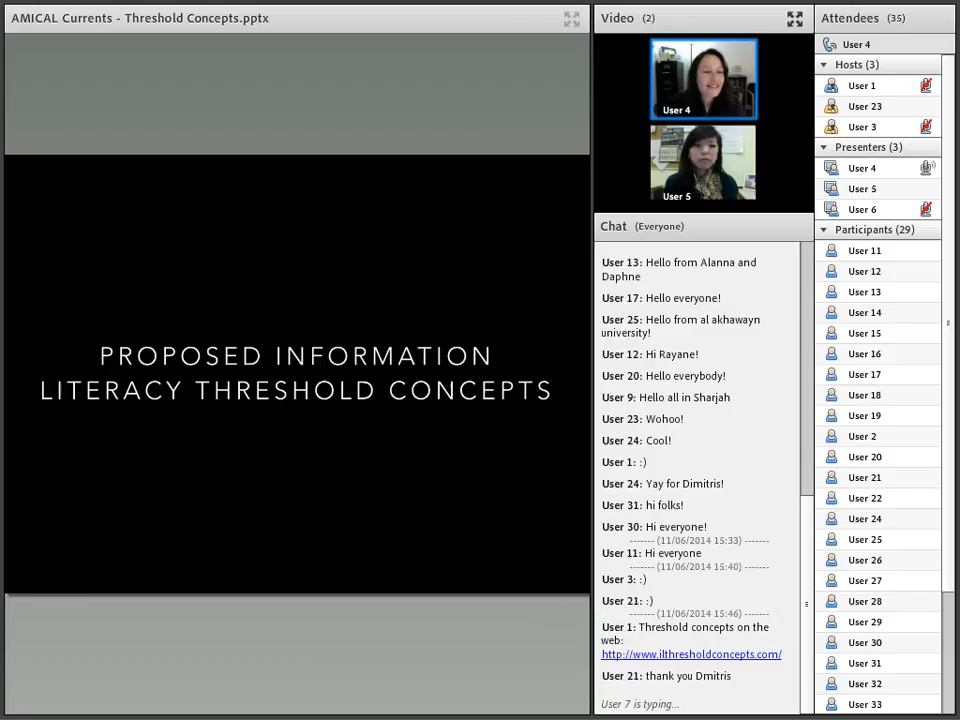 AMICAL Currents - Threshold Concepts.pptx
PROPOSED INFORMATION
LITERACY THRESHOLD CONCEPTS
Video (2)
User 4
User 5
Chat (Everyone)
User 13: Hello from Alanna and
Daphne
User 17: Hello everyone!
User 25: Hello from al akhawayn
university!
User 12: Hi Rayane!
User 20: Hello everybody!
User 9: Hello all in Sharjah
User 23: Wohoo!
User 24: Cool!
User 1: :)
User 24: Yay for Dimitris!
User 31: hi folks!
User 30: Hi everyone!
------- (11/06/2014 15:33) -------
User 11: Hi everyone
------- (11/06/2014 15:40) -------
User 3: :)
User 21: :)
------- (11/06/2014 15:46) -------
User 1: Threshold concepts on the
web:
http://www.ilthresholdconcepts.com/
User 21: thank you Dmitris
User 7 is typing...
Attendees (35)
User 4
Hosts (3)
User 1
User 23
User 3
Presenters (3)
User 4
User 5
User 6
Participants (29)
User 11
User 12
User 13
User 14
User 15
User 16
User 17
User 18
User 19
User 2
User 20
User 21
User 22
User 24
User 25
User 26
User 27
User 28
User 29
User 30
User 31
User 32
User 33